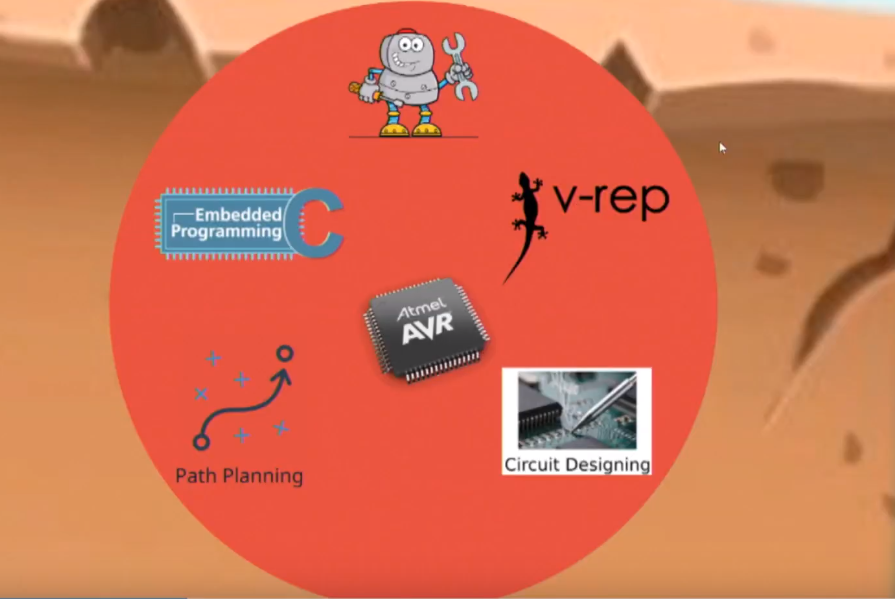 Embedded
Programming
C
v-rep
Atmel
AVR
Path Planning
Circuit Designing